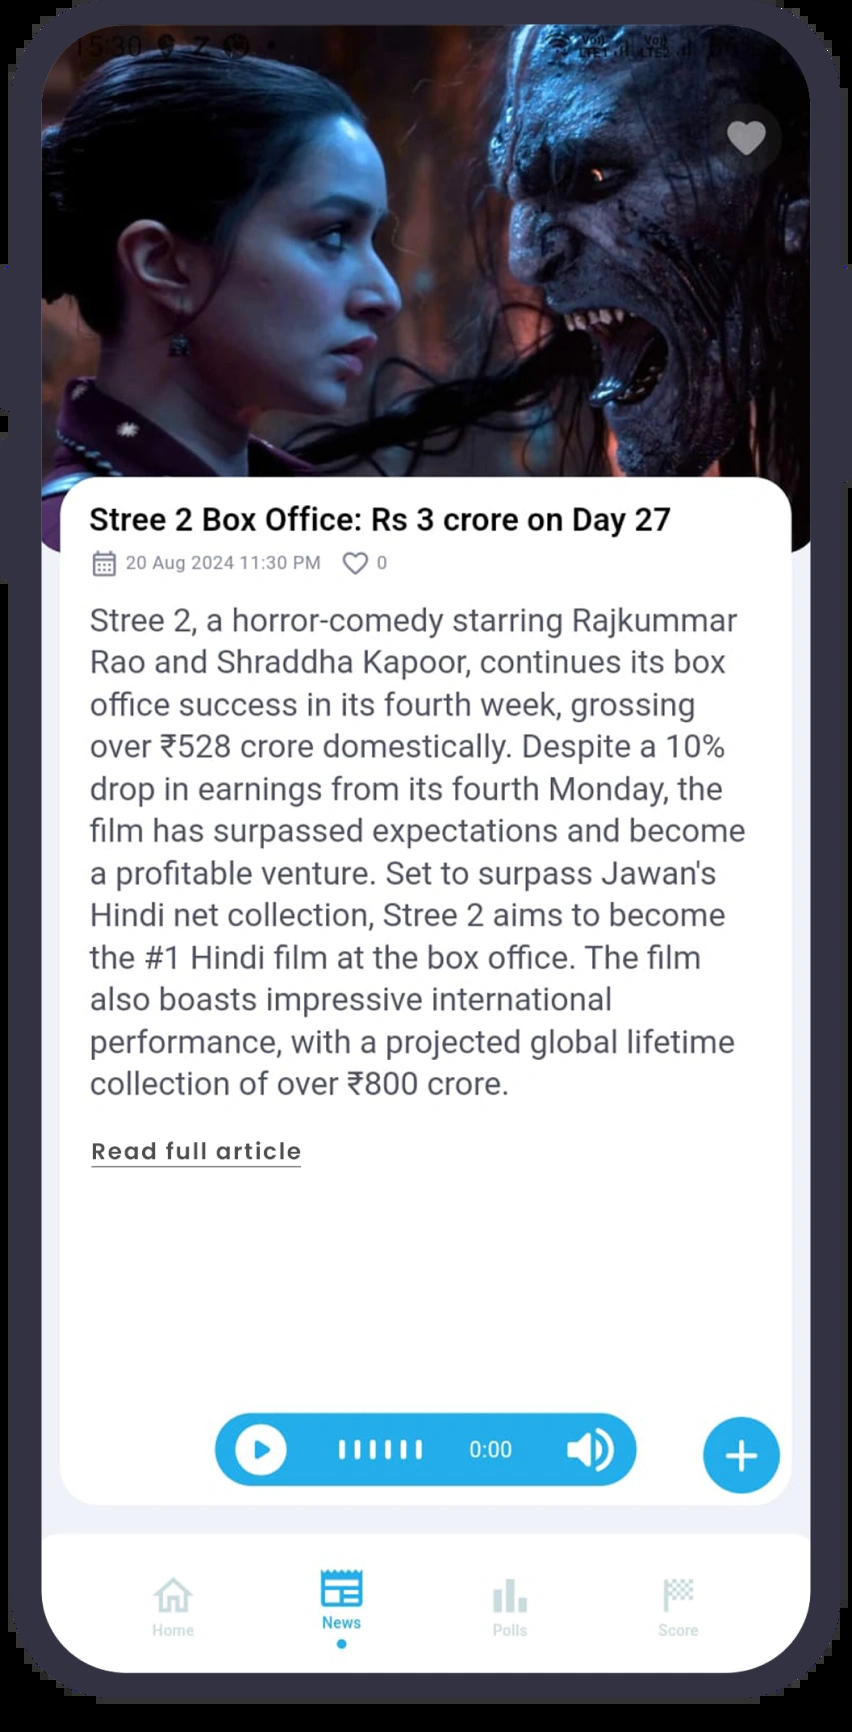 15:30
Stree 2 Box Office: Rs 3 crore on Day 27
20 Aug 2024 11:30 PM 0
Stree 2, a horror-comedy starring Rajkummar
Rao and Shraddha Kapoor, continues its box
office success in its fourth week, grossing
over ₹528 crore domestically. Despite a 10%
drop in earnings from its fourth Monday, the
film has surpassed expectations and become
a profitable venture. Set to surpass Jawan's
Hindi net collection, Stree 2 aims to become
the #1 Hindi film at the box office. The film
also boasts impressive international
performance, with a projected global lifetime
collection of over ₹800 crore.
Read full article
0:00
Home News Polls Score